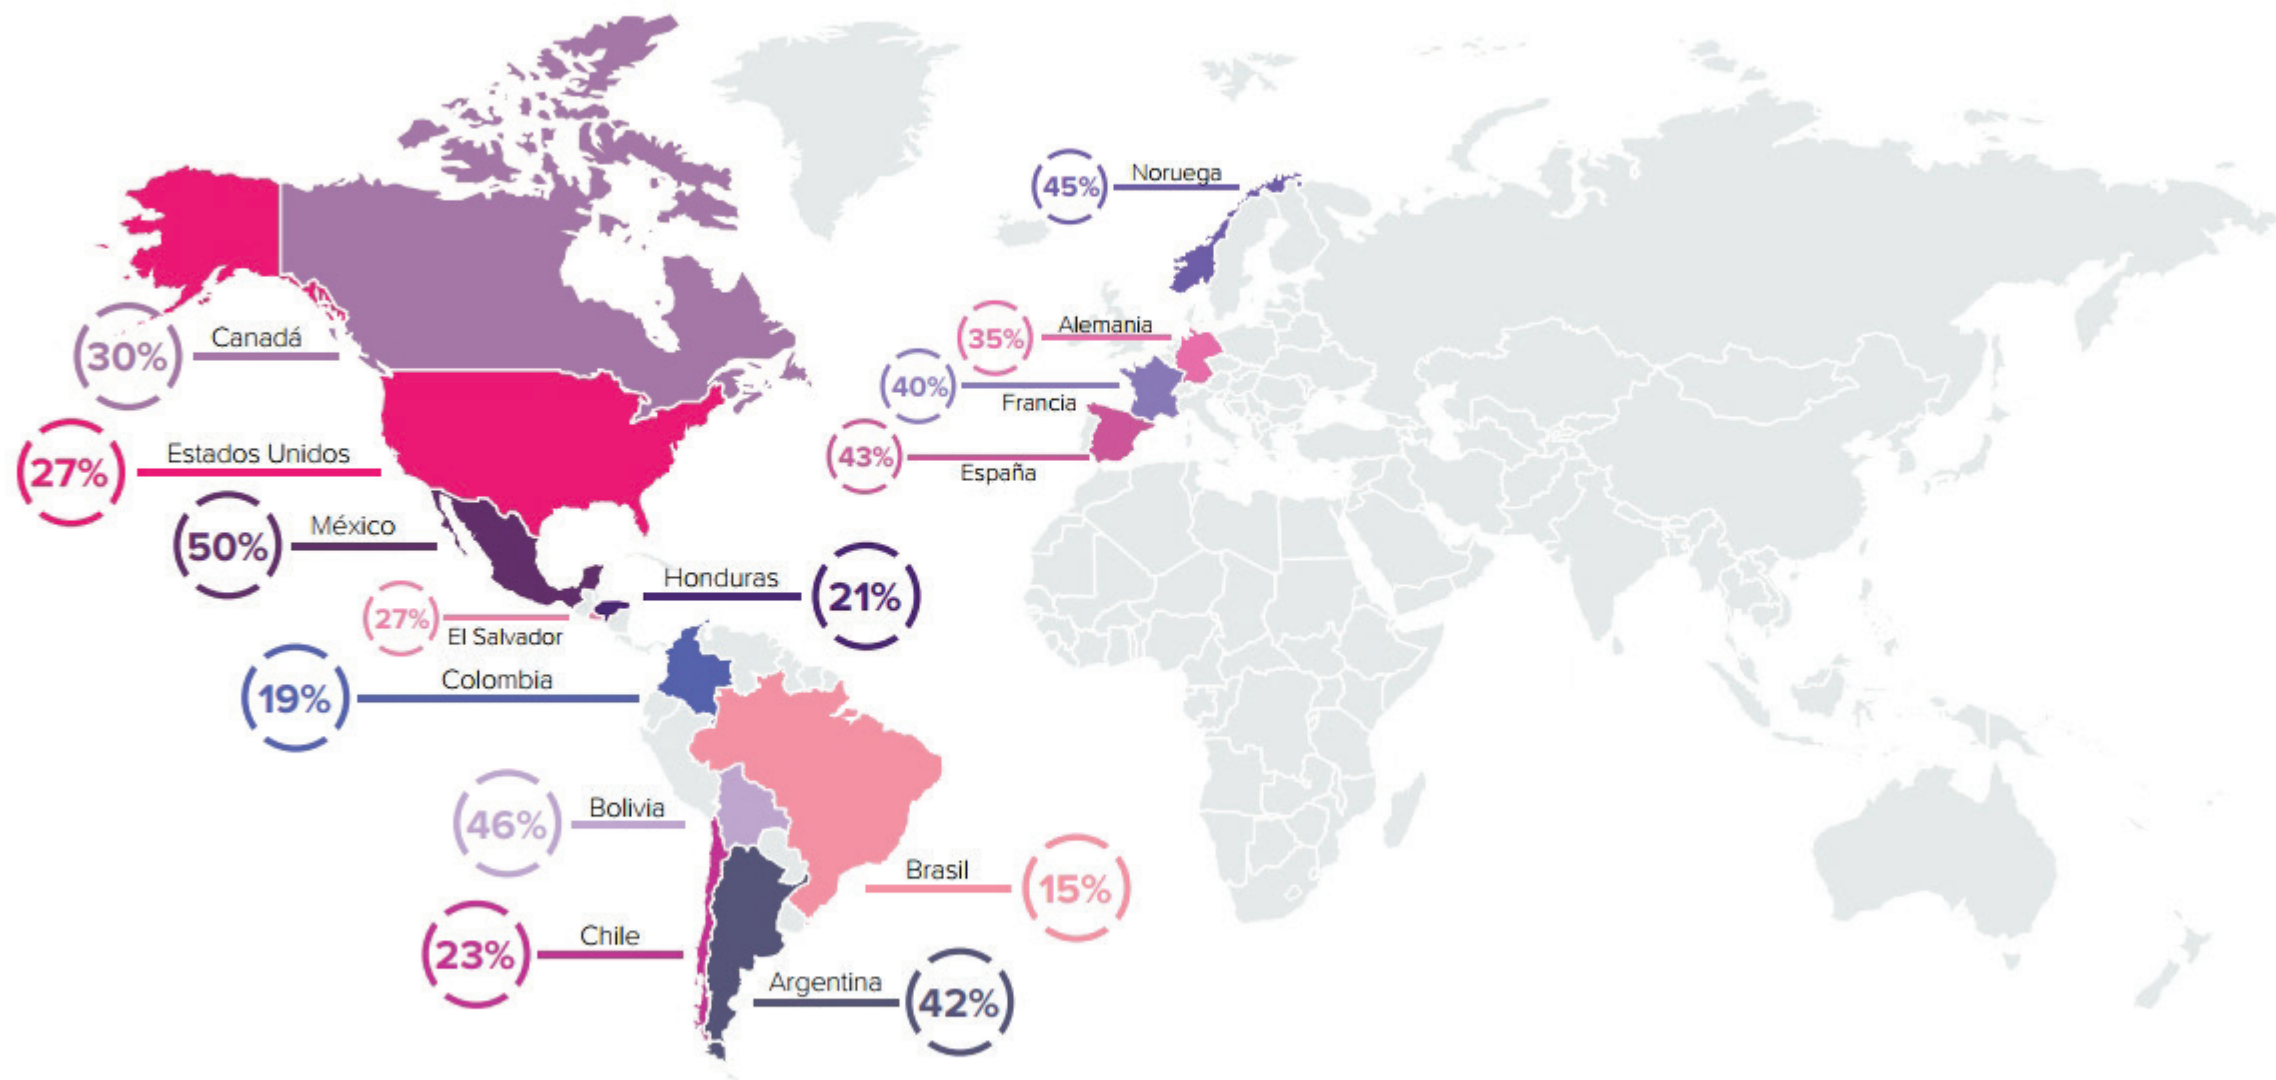 Noruega
45%
Alemania
35%
Francia
40%
España
43%
Canadá
30%
Estados Unidos
27%
México
50%
Honduras
21%
El Salvador
27%
Colombia
19%
Bolivia
46%
Brasil
15%
Chile
23%
Argentina
42%